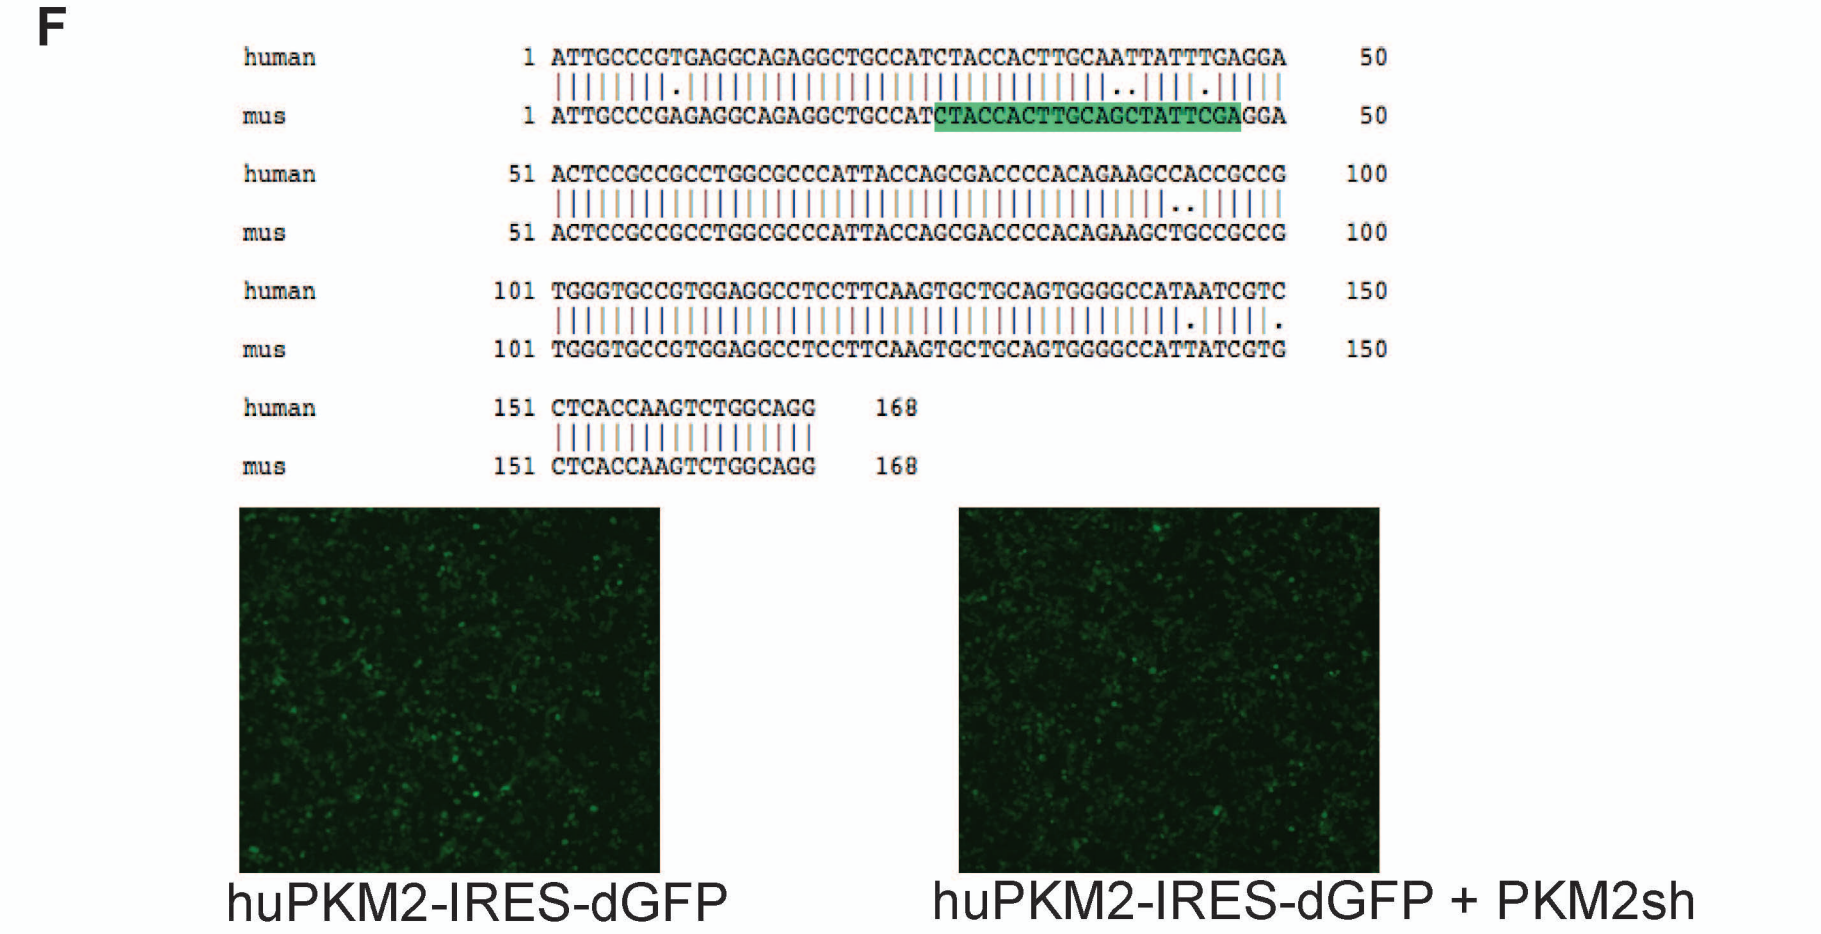 F
human 1 ATTGCCCGTGAGGCAGAGGCTGCCATCTACCACTTGCAATTATTTGAGGA 50
||||||||.|||||||||||||||||||||||||||||..||||.|||||
mus 1 ATTGCCCGAGAGGCAGAGGCTGCCATCTACCACTTGCAGCTATTCGAGGA 50
human 51 ACTCCGCCGCCTGGCGCCCATTACCAGCGACCCCACAGAAGCCACCGCCG 100
||||||||||||||||||||||||||||||||||||||||||..||||||
mus 51 ACTCCGCCGCCTGGCGCCCATTACCAGCGACCCCACAGAAGCTGCCGCCG 100
human 101 TGGGTGCCGTGGAGGCCTCCTTCAAGTGCTGCAGTGGGGCCATAATCGTC 150
|||||||||||||||||||||||||||||||||||||||||||.|||||.
mus 101 TGGGTGCCGTGGAGGCCTCCTTCAAGTGCTGCAGTGGGGCCATTATCGTG 150
human 151 CTCACCAAGTCTGGCAGG 168
||||||||||||||||||
mus 151 CTCACCAAGTCTGGCAGG 168
huPKM2-IRES-dGFP
huPKM2-IRES-dGFP + PKM2sh